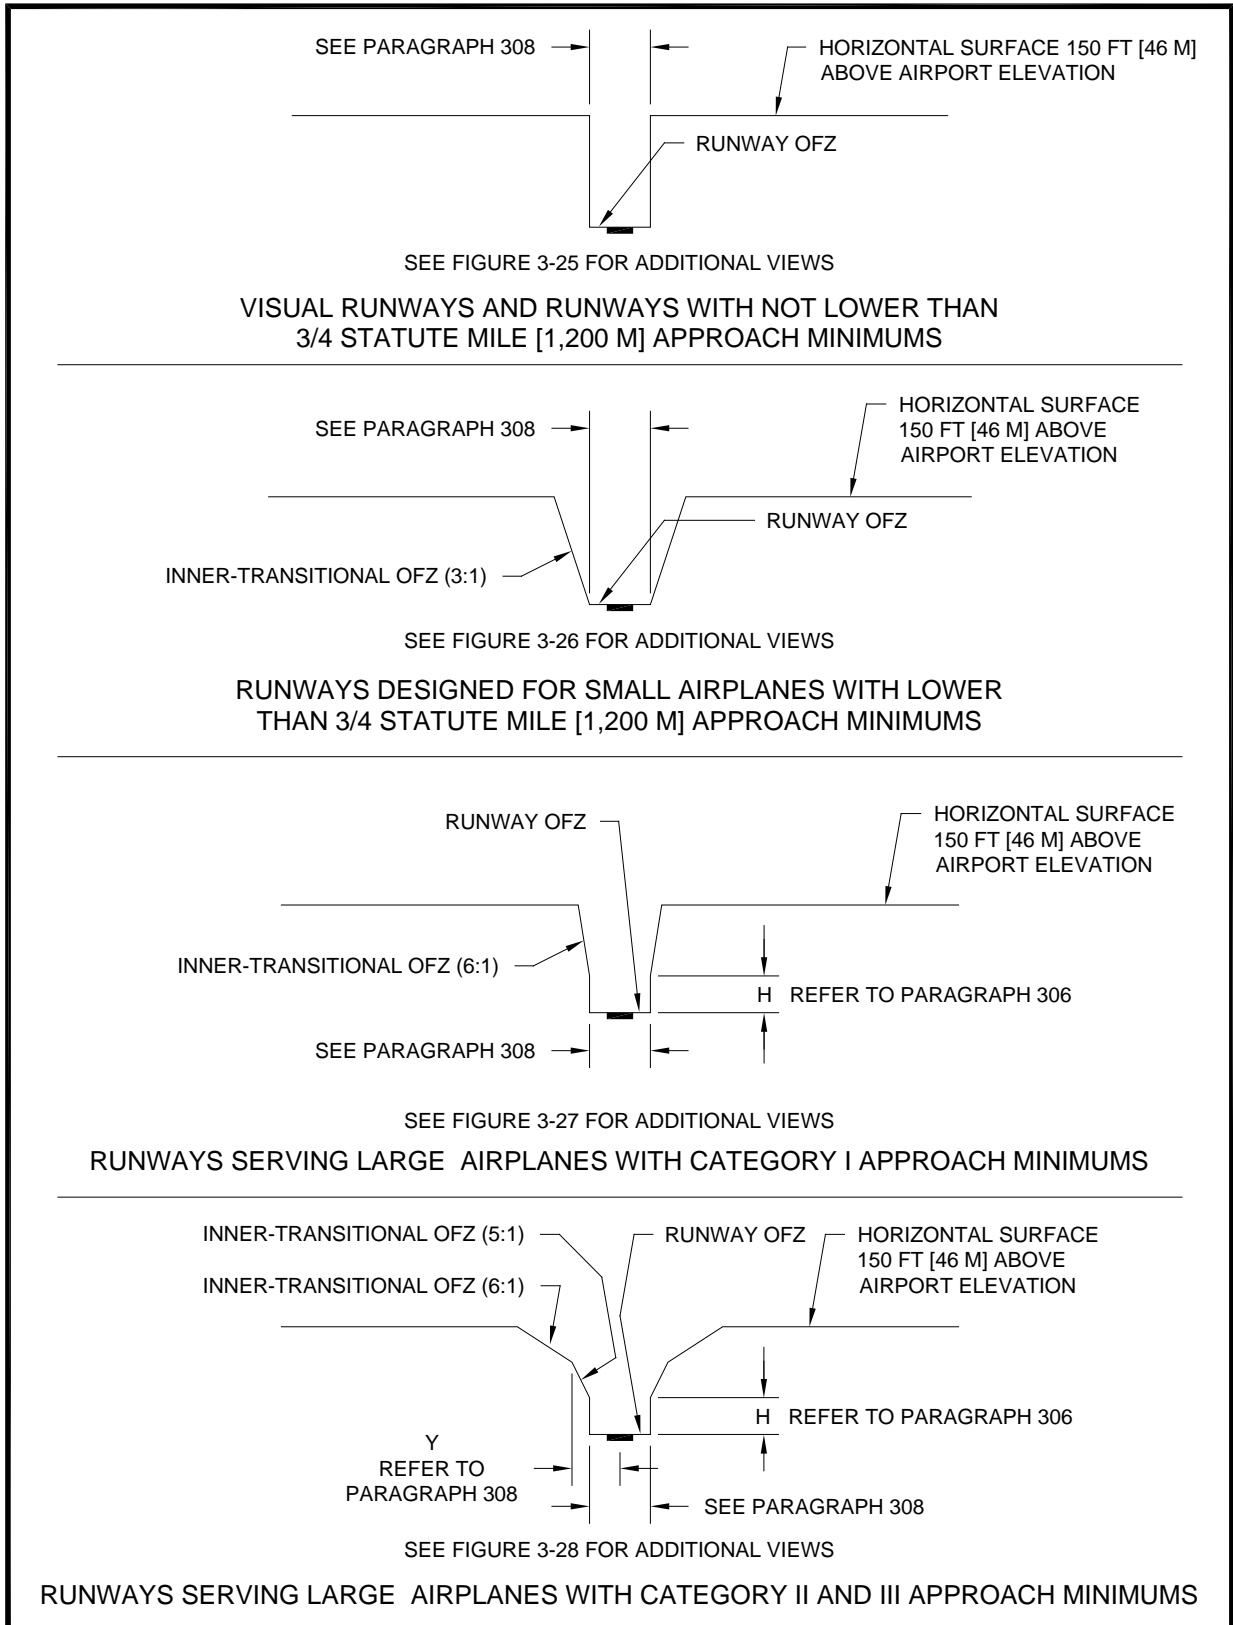 SEE PARAGRAPH 308
HORIZONTAL SURFACE 150 FT [46 M]
ABOVE AIRPORT ELEVATION
RUNWAY OFZ
SEE FIGURE 3-25 FOR ADDITIONAL VIEWS
VISUAL RUNWAYS AND RUNWAYS WITH NOT LOWER THAN
3/4 STATUTE MILE [1,200 M] APPROACH MINIMUMS
SEE PARAGRAPH 308
HORIZONTAL SURFACE
150 FT [46 M] ABOVE
AIRPORT ELEVATION
RUNWAY OFZ
INNER-TRANSITIONAL OFZ (3:1)
SEE FIGURE 3-26 FOR ADDITIONAL VIEWS
RUNWAYS DESIGNED FOR SMALL AIRPLANES WITH LOWER
THAN 3/4 STATUTE MILE [1,200 M] APPROACH MINIMUMS
RUNWAY OFZ
HORIZONTAL SURFACE
150 FT [46 M] ABOVE
AIRPORT ELEVATION
INNER-TRANSITIONAL OFZ (6:1)
H REFER TO PARAGRAPH 306
SEE PARAGRAPH 308
SEE FIGURE 3-27 FOR ADDITIONAL VIEWS
RUNWAYS SERVING LARGE AIRPLANES WITH CATEGORY I APPROACH MINIMUMS
INNER-TRANSITIONAL OFZ (5:1)
RUNWAY OFZ
HORIZONTAL SURFACE
150 FT [46 M] ABOVE
AIRPORT ELEVATION
INNER-TRANSITIONAL OFZ (6:1)
H REFER TO PARAGRAPH 306
Y
REFER TO
PARAGRAPH 308
SEE PARAGRAPH 308
SEE FIGURE 3-28 FOR ADDITIONAL VIEWS
RUNWAYS SERVING LARGE AIRPLANES WITH CATEGORY II AND III APPROACH MINIMUMS